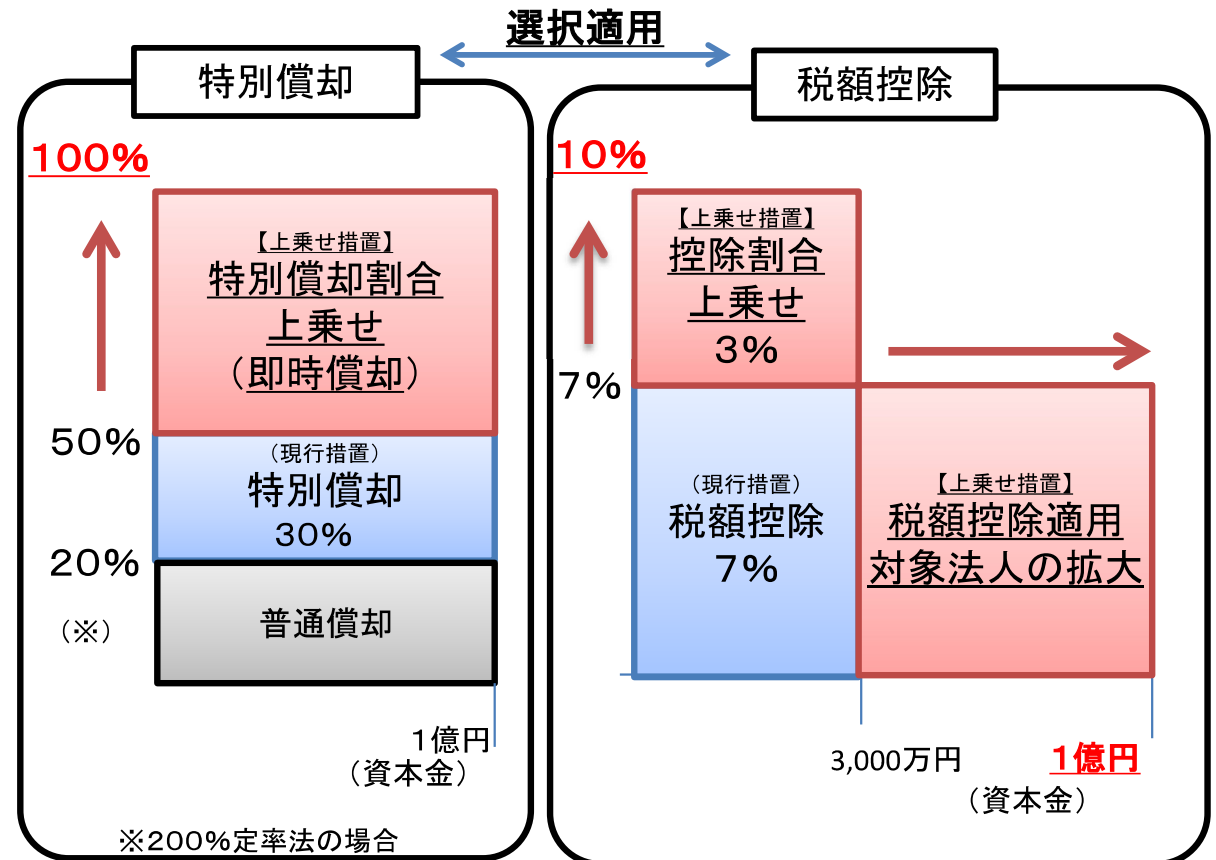 選択適用
特別償却
100%
【上乗せ措置】
特別償却割合
上乗せ
（即時償却）
50%
（現行措置）
特別償却
30%
20%
（※）
普通償却
1億円
（資本金）
※200%定率法の場合
税額控除
10%
【上乗せ措置】
控除割合
上乗せ
3%
7%
（現行措置）
税額控除
7%
【上乗せ措置】
税額控除適用
対象法人の拡大
3,000万円
1億円
（資本金）